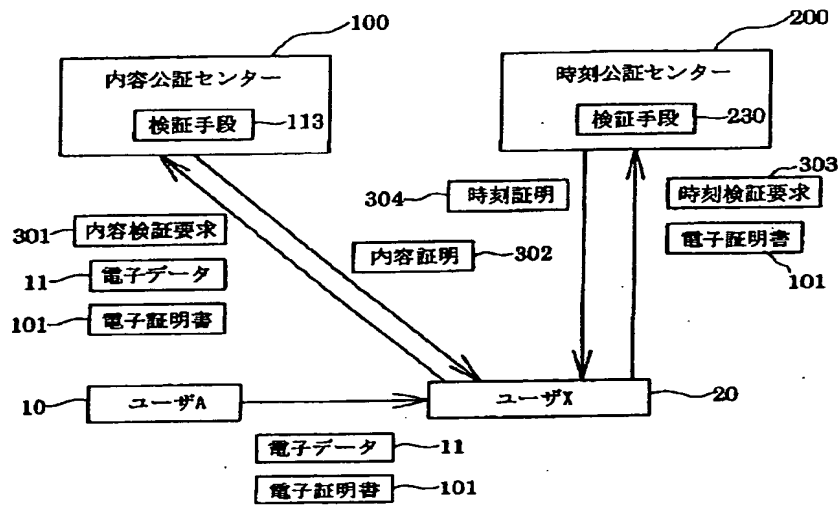 100
内容公証センター
検証手段
113
200
時刻公証センター
検証手段
230
301
内容検証要求
11
電子データ
101
電子証明書
304
時刻証明
内容証明
302
303
時刻検証要求
電子証明書
101
10
ユーザA
ユーザX
20
電子データ
11
電子証明書
101